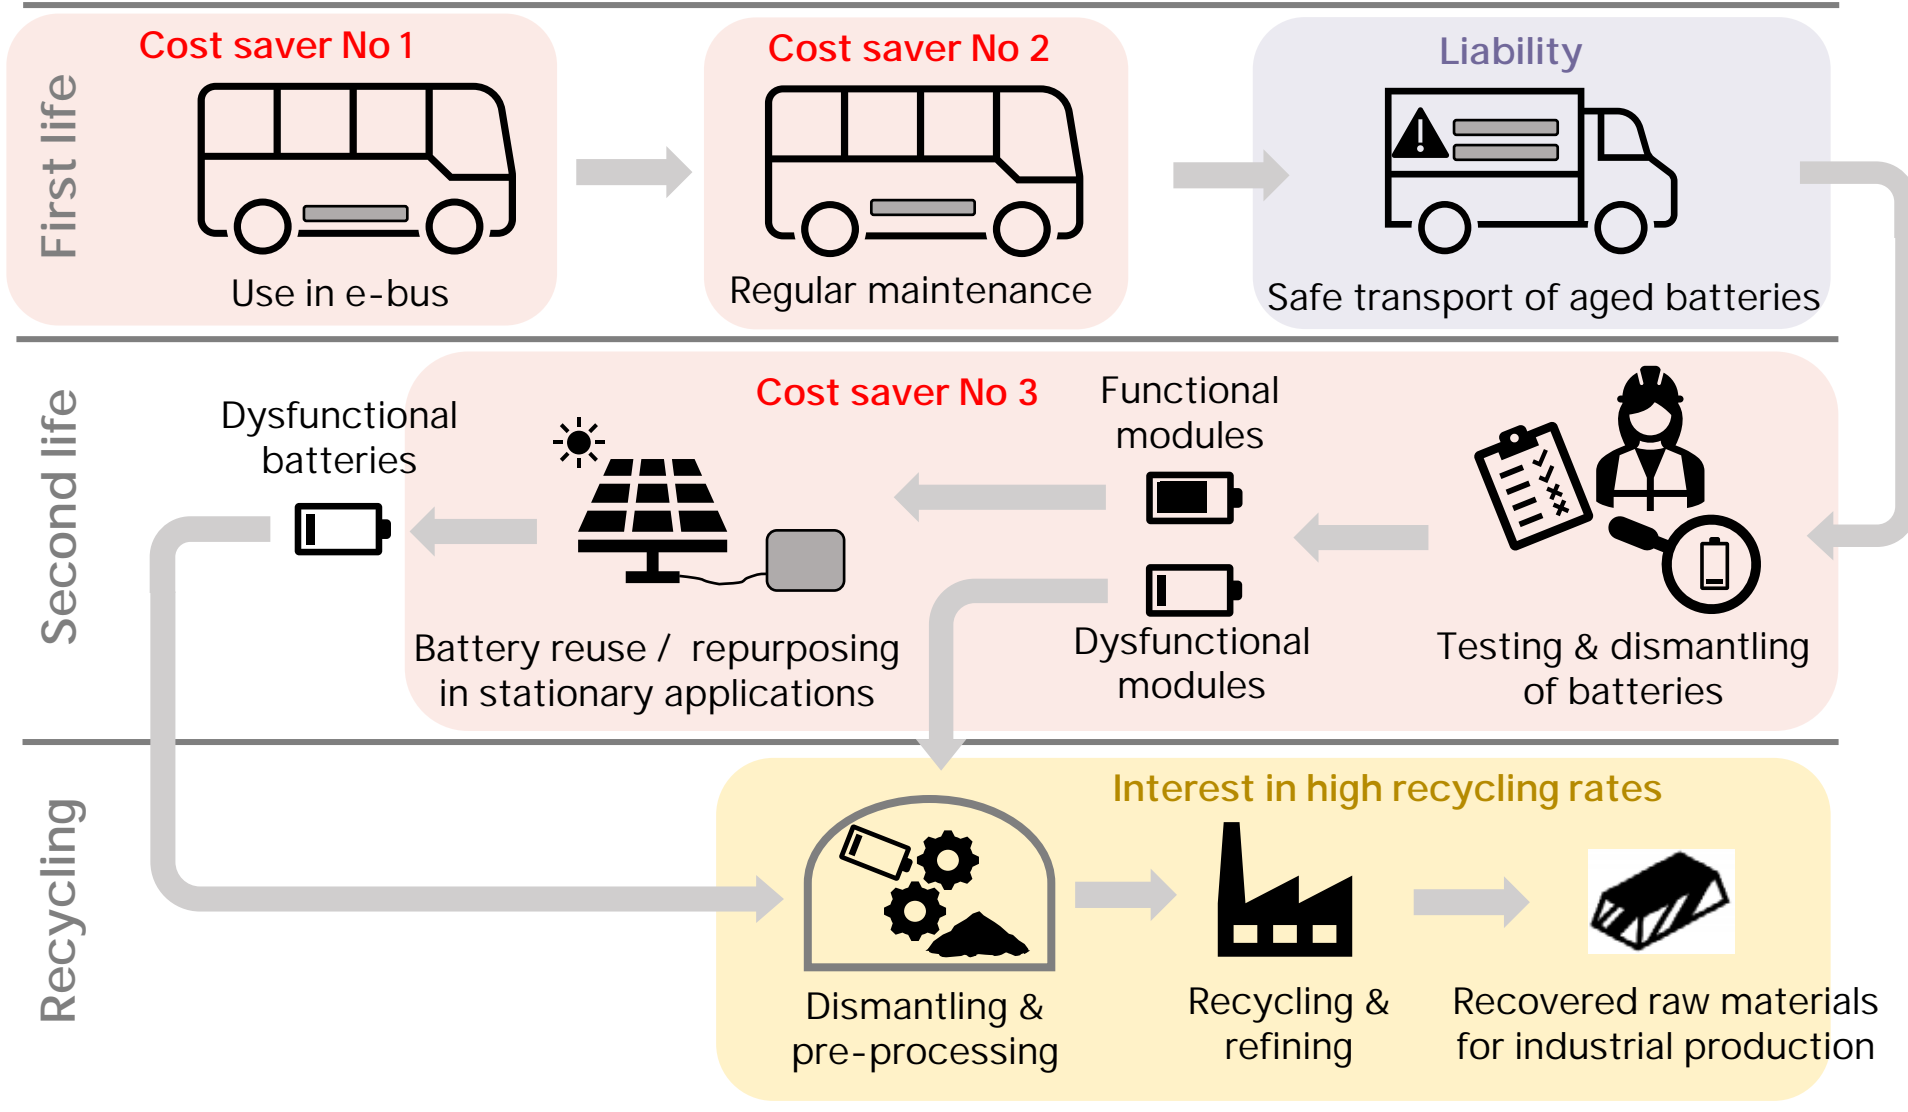 First life
Cost saver No 1
Use in e-bus
Cost saver No 2
Regular maintenance
Liability
Safe transport of aged batteries
Second life
Dysfunctional
batteries
Cost saver No 3
Battery reuse / repurposing
in stationary applications
Functional
modules
Dysfunctional
modules
Testing & dismantling
of batteries
Recycling
Interest in high recycling rates
Dismantling &
pre-processing
Recycling &
refining
Recovered raw materials
for industrial production